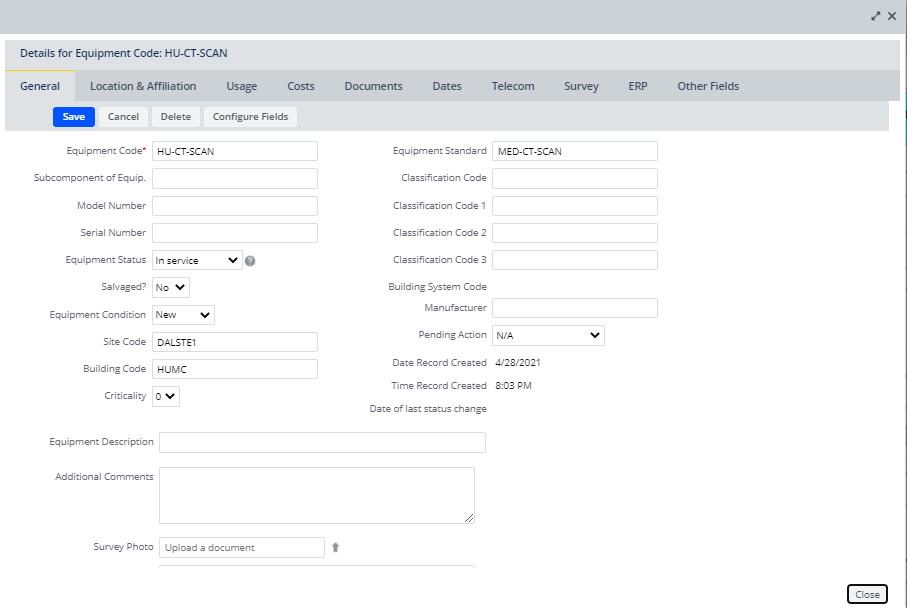 Details for Equipment Code: HU-CT-SCAN
General Location & Affiliation Usage Costs Documents Dates Telecom Survey ERP Other Fields
Save Cancel Delete Configure Fields
Equipment Code* HU-CT-SCAN Equipment Standard MED-CT-SCAN
Subcomponent of Equip. Classification Code
Model Number Classification Code 1
Serial Number Classification Code 2
Equipment Status In service Classification Code 3
Salvaged? No Building System Code
Equipment Condition New Manufacturer
Site Code DALSTE1 Pending Action N/A
Building Code HUMC Date Record Created 4/28/2021
Criticality 0 Time Record Created 8:03 PM
Date of last status change
Equipment Description
Additional Comments
Survey Photo Upload a document
Close